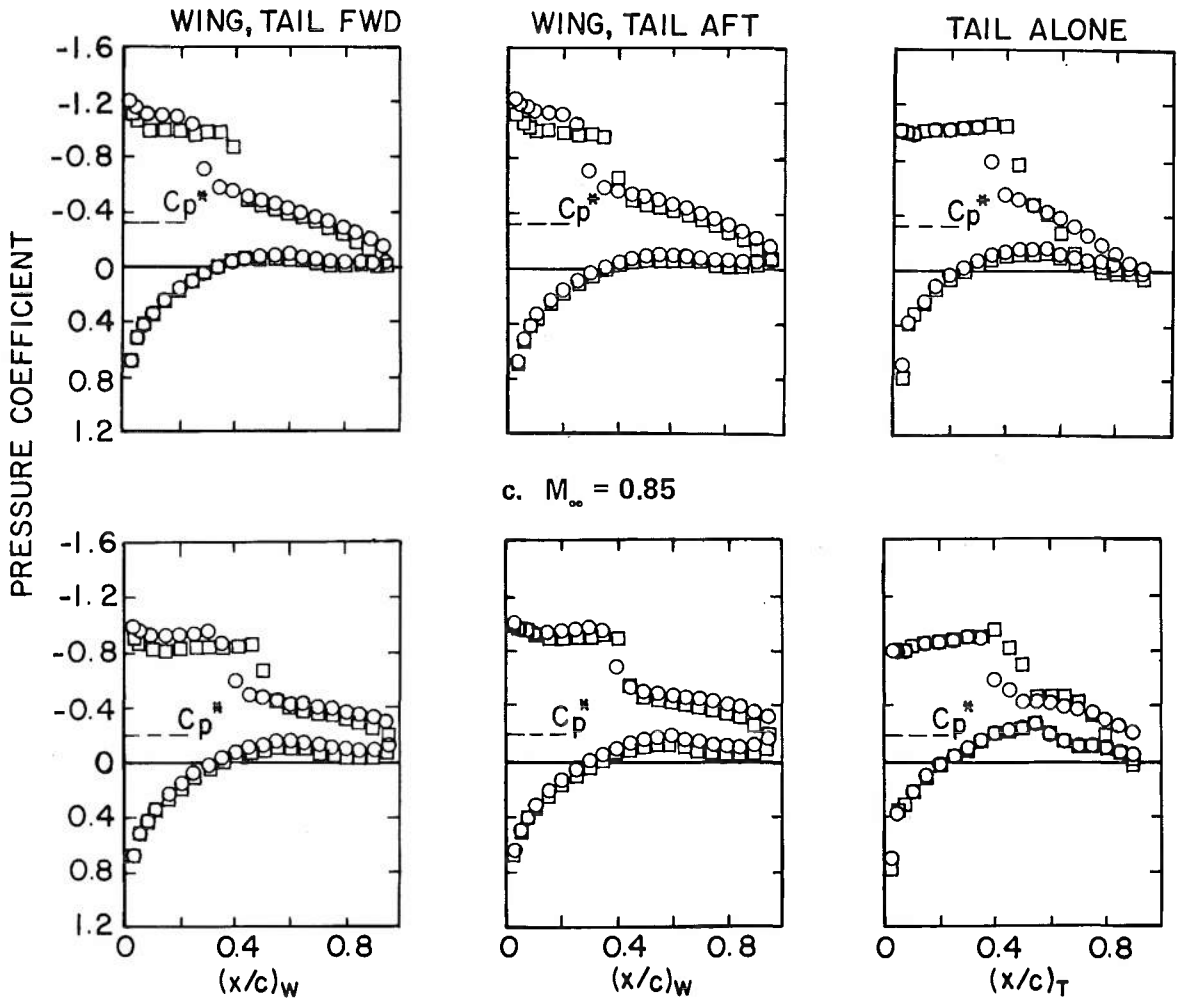 WING, TAIL FWD
WING, TAIL AFT
TAIL ALONE
PRESSURE COEFFICIENT
-1.6
-1.2
-0.8
-0.4
0
0.4
0.8
1.2
Cp*
Cp*
Cp*
c. M∞ = 0.85
-1.6
-1.2
-0.8
-0.4
0
0.4
0.8
1.2
Cp*
Cp*
Cp*
0 0.4 0.8
(x/c)W
0 0.4 0.8
(x/c)W
0 0.4 0.8
(x/c)T